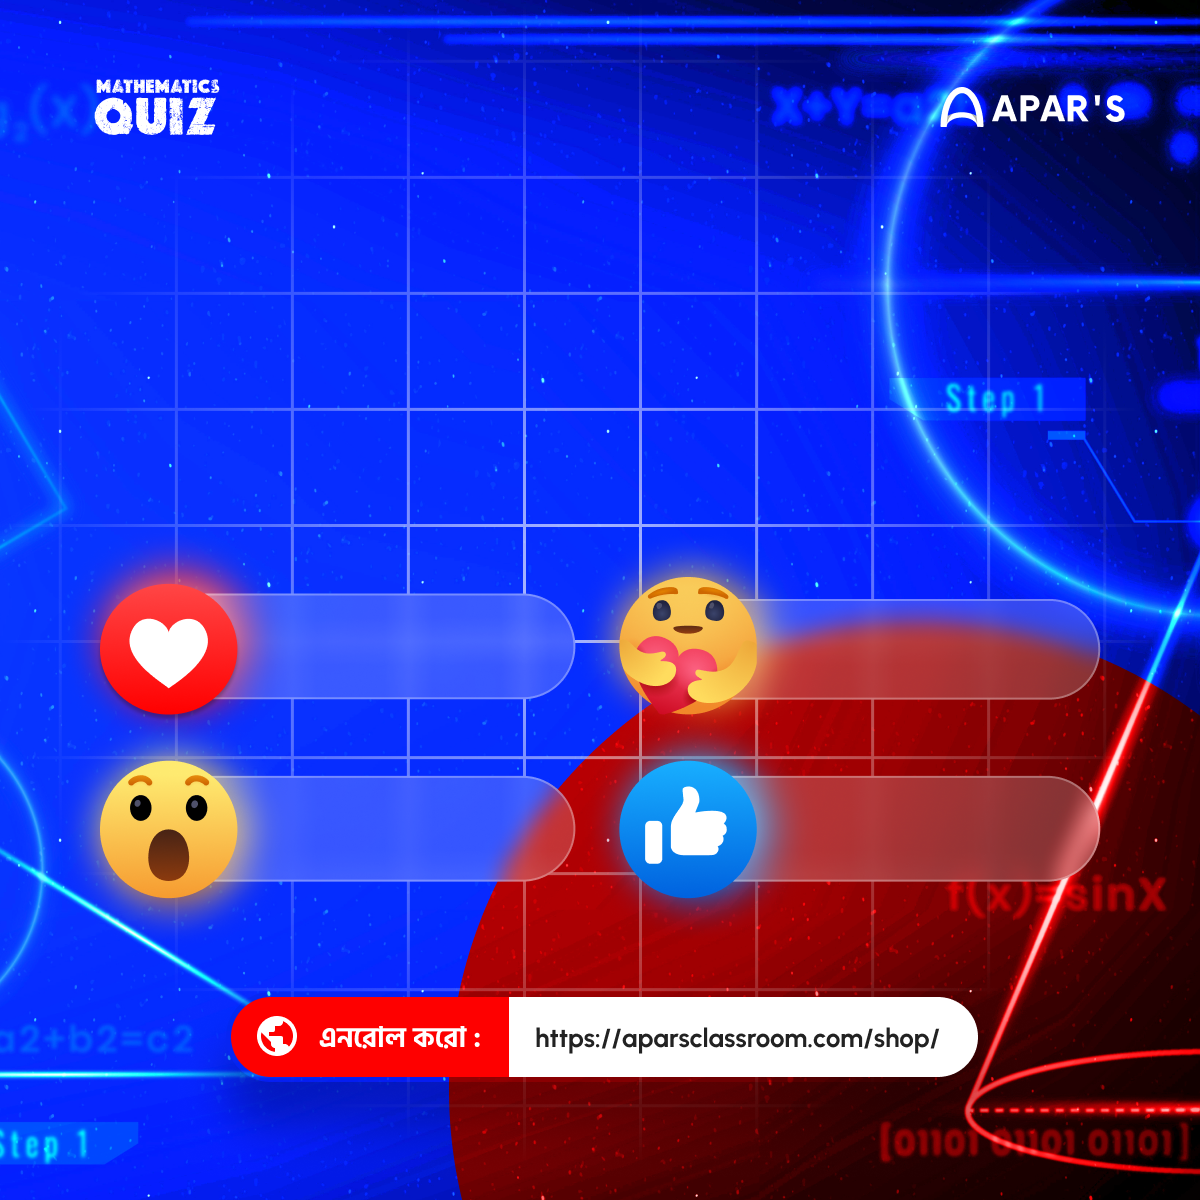 MATHEMATICS
QUIZ
X+Y=a
APAR'S
Step 1
f(x)=sinX
a2+b2=c2
এনরোল করো :
https://aparsclassroom.com/shop/
Step 1
[01101 01101 01101]